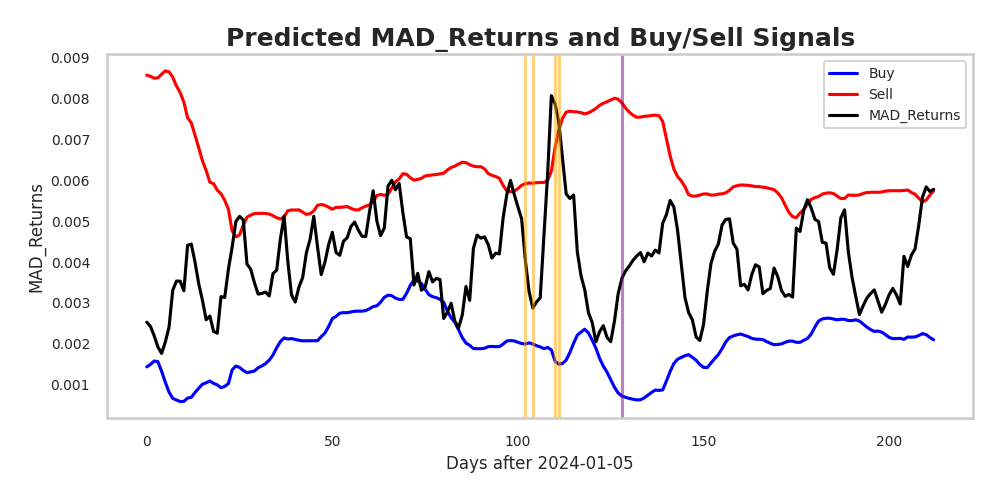 Predicted MAD_Returns and Buy/Sell Signals
Buy
Sell
MAD_Returns
0.009
0.008
0.007
0.006
0.005
0.004
0.003
0.002
0.001
MAD_Returns
0
50
100
150
200
Days after 2024-01-05